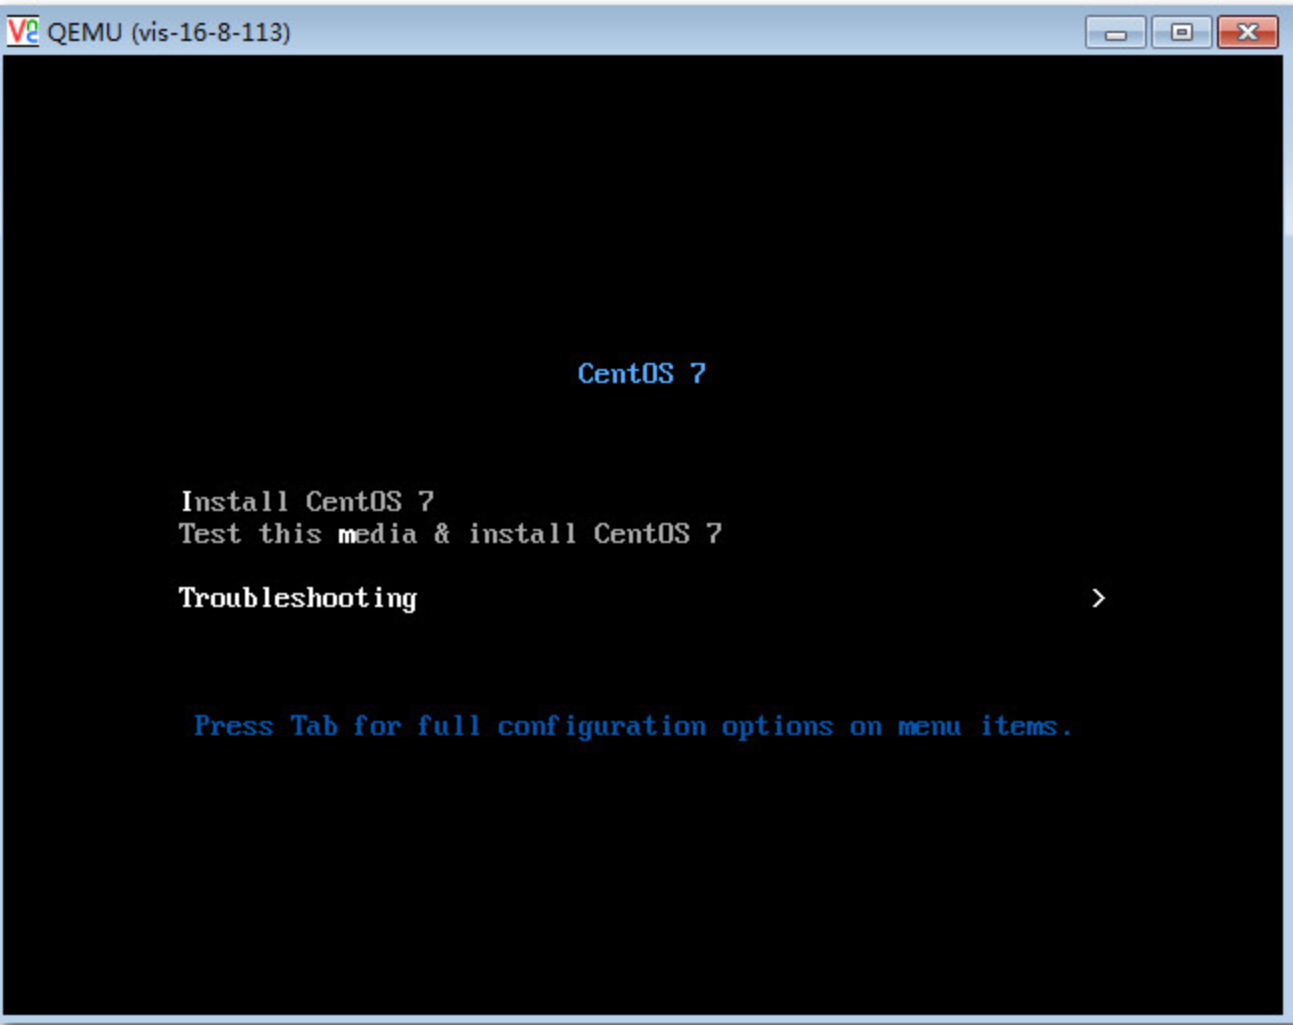 QEMU (vis-16-8-113)
CentOS 7
Install CentOS 7
Test this media & install CentOS 7
Troubleshooting >
Press Tab for full configuration options on menu items.